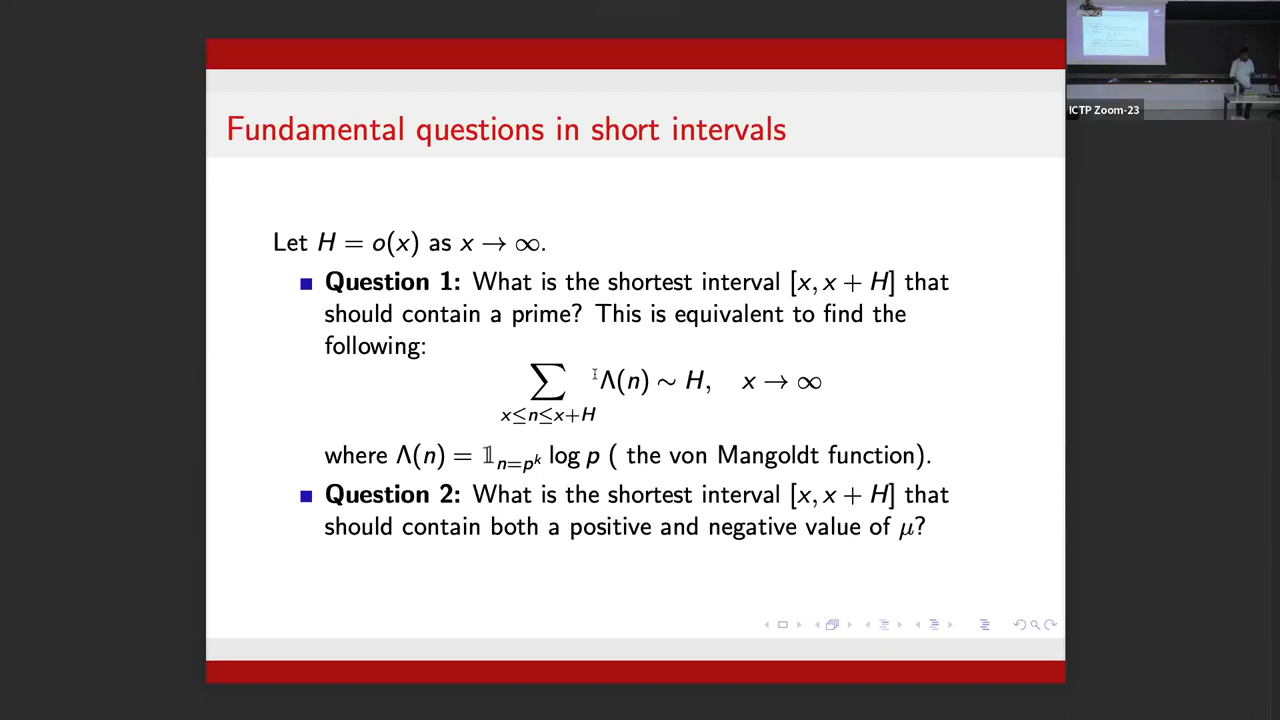 ICTP Zoom-23
Fundamental questions in short intervals
Let H = o(x) as x → ∞.
Question 1: What is the shortest interval [x, x + H] that
should contain a prime? This is equivalent to find the
following:
∑ Λ(n) ∼ H, x → ∞
x≤n≤x+H
where Λ(n) = 𝟙ₙ₌ₚᵏ log p ( the von Mangoldt function).
Question 2: What is the shortest interval [x, x + H] that
should contain both a positive and negative value of μ?